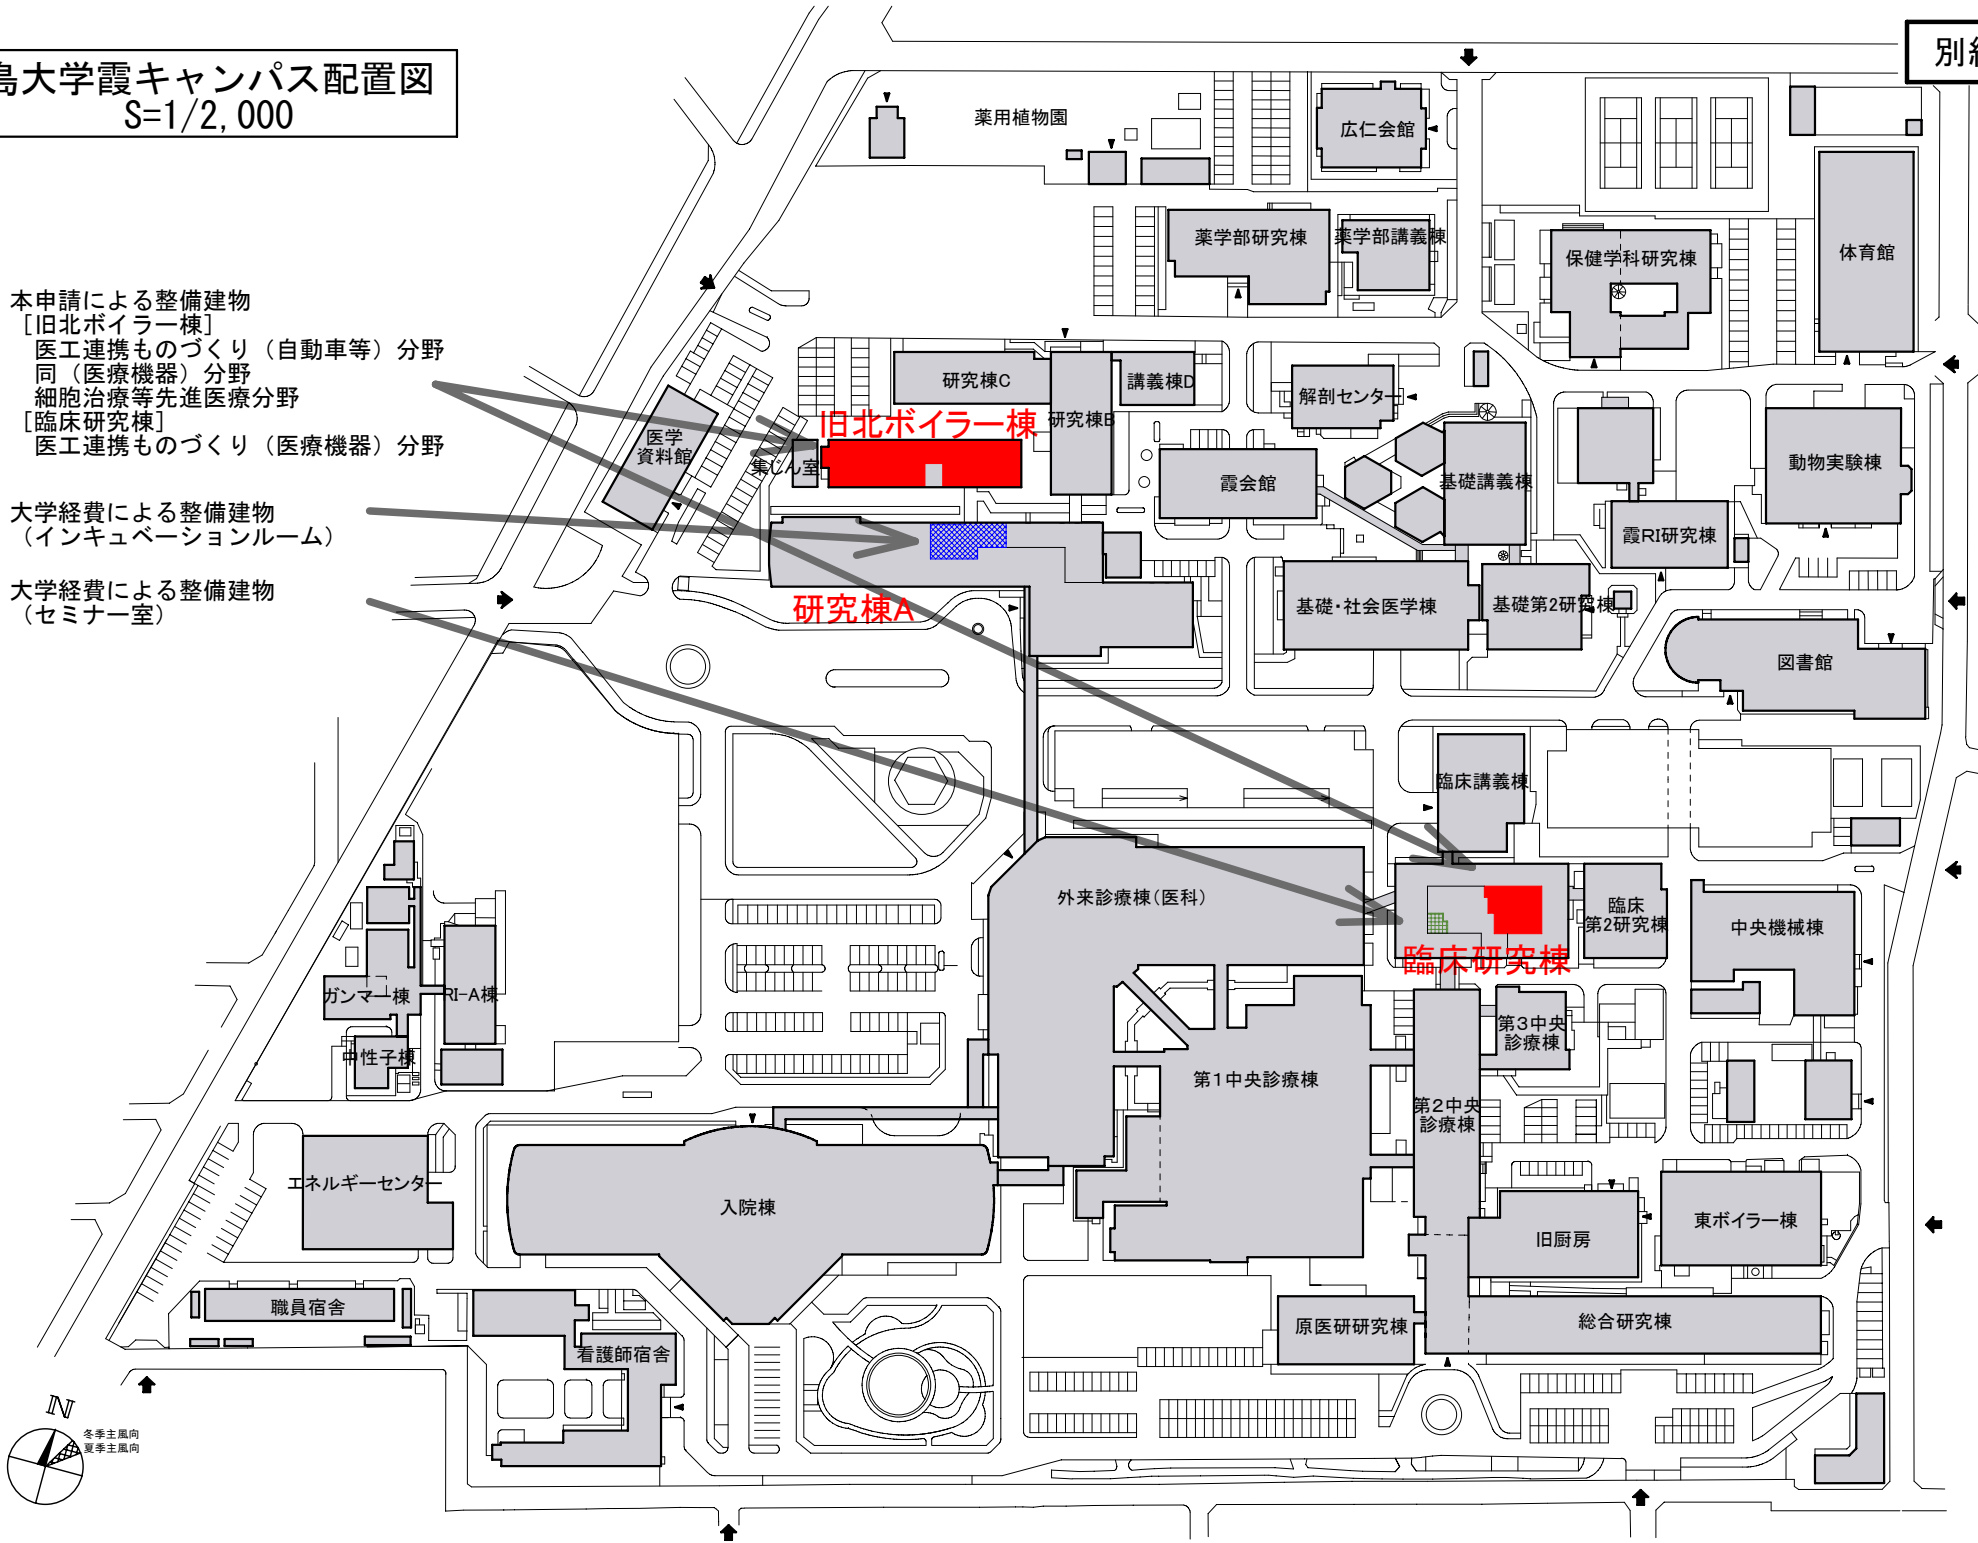 島大学霞キャンパス配置図
S=1/2,000
別紙
本申請による整備建物
[旧北ボイラー棟]
医工連携ものづくり（自動車等）分野
同（医療機器）分野
細胞治療等先進医療分野
[臨床研究棟]
医工連携ものづくり（医療機器）分野
大学経費による整備建物
（インキュベーションルーム）
大学経費による整備建物
（セミナー室）
薬用植物園
広仁会館
薬学部研究棟
薬学部講義棟
保健学科研究棟
体育館
研究棟C
講義棟D
研究棟B
解剖センター
旧北ボイラー棟
医学
資料館
集じん室
霞会館
基礎講義棟
動物実験棟
霞RI研究棟
研究棟A
基礎・社会医学棟
基礎第2研究棟
図書館
臨床講義棟
外来診療棟(医科)
臨床
第2研究棟
中央機械棟
臨床研究棟
ガンマー棟
RI-A棟
中性子棟
第3中央
診療棟
第1中央診療棟
第2中央
診療棟
エネルギーセンター
入院棟
旧厨房
東ボイラー棟
職員宿舎
看護師宿舎
原医研研究棟
総合研究棟
N
冬季主風向
夏季主風向